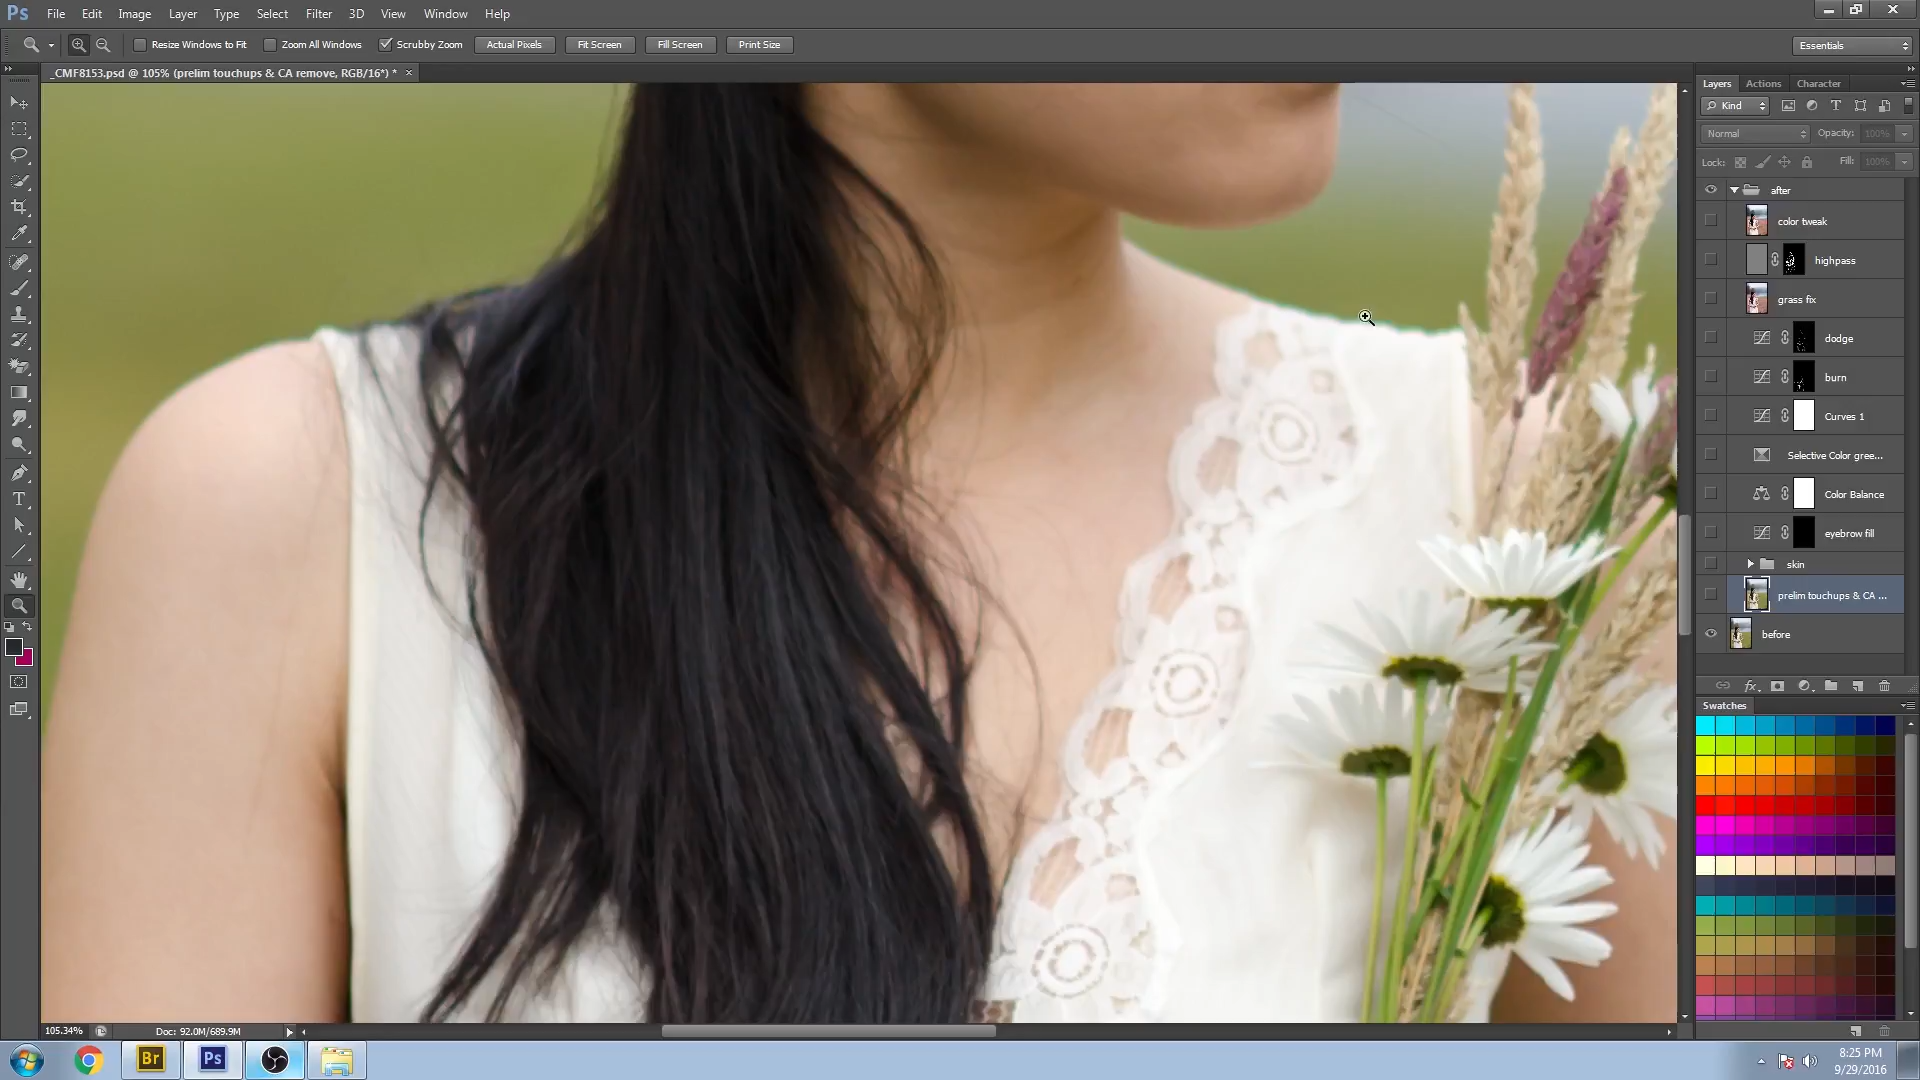 Ps File Edit Image Layer Type Select Filter 3D View Window Help
Resize Windows to Fit Zoom All Windows Scrubby Zoom Actual Pixels Fit Screen Fill Screen Print Size Essentials
_CMF8153.psd @ 105% (prelim touchups & CA remove, RGB/16*) * ×
Layers Actions Character
Kind
Normal Opacity: 100%
Lock: Fill: 100%
after
color tweak
highpass
grass fix
dodge
burn
Curves 1
Selective Color gree...
Color Balance
eyebrow fill
skin
prelim touchups & CA ...
before
fx
Swatches
105.34% Doc: 92.0M/689.9M
Br Ps
8:25 PM
9/29/2016